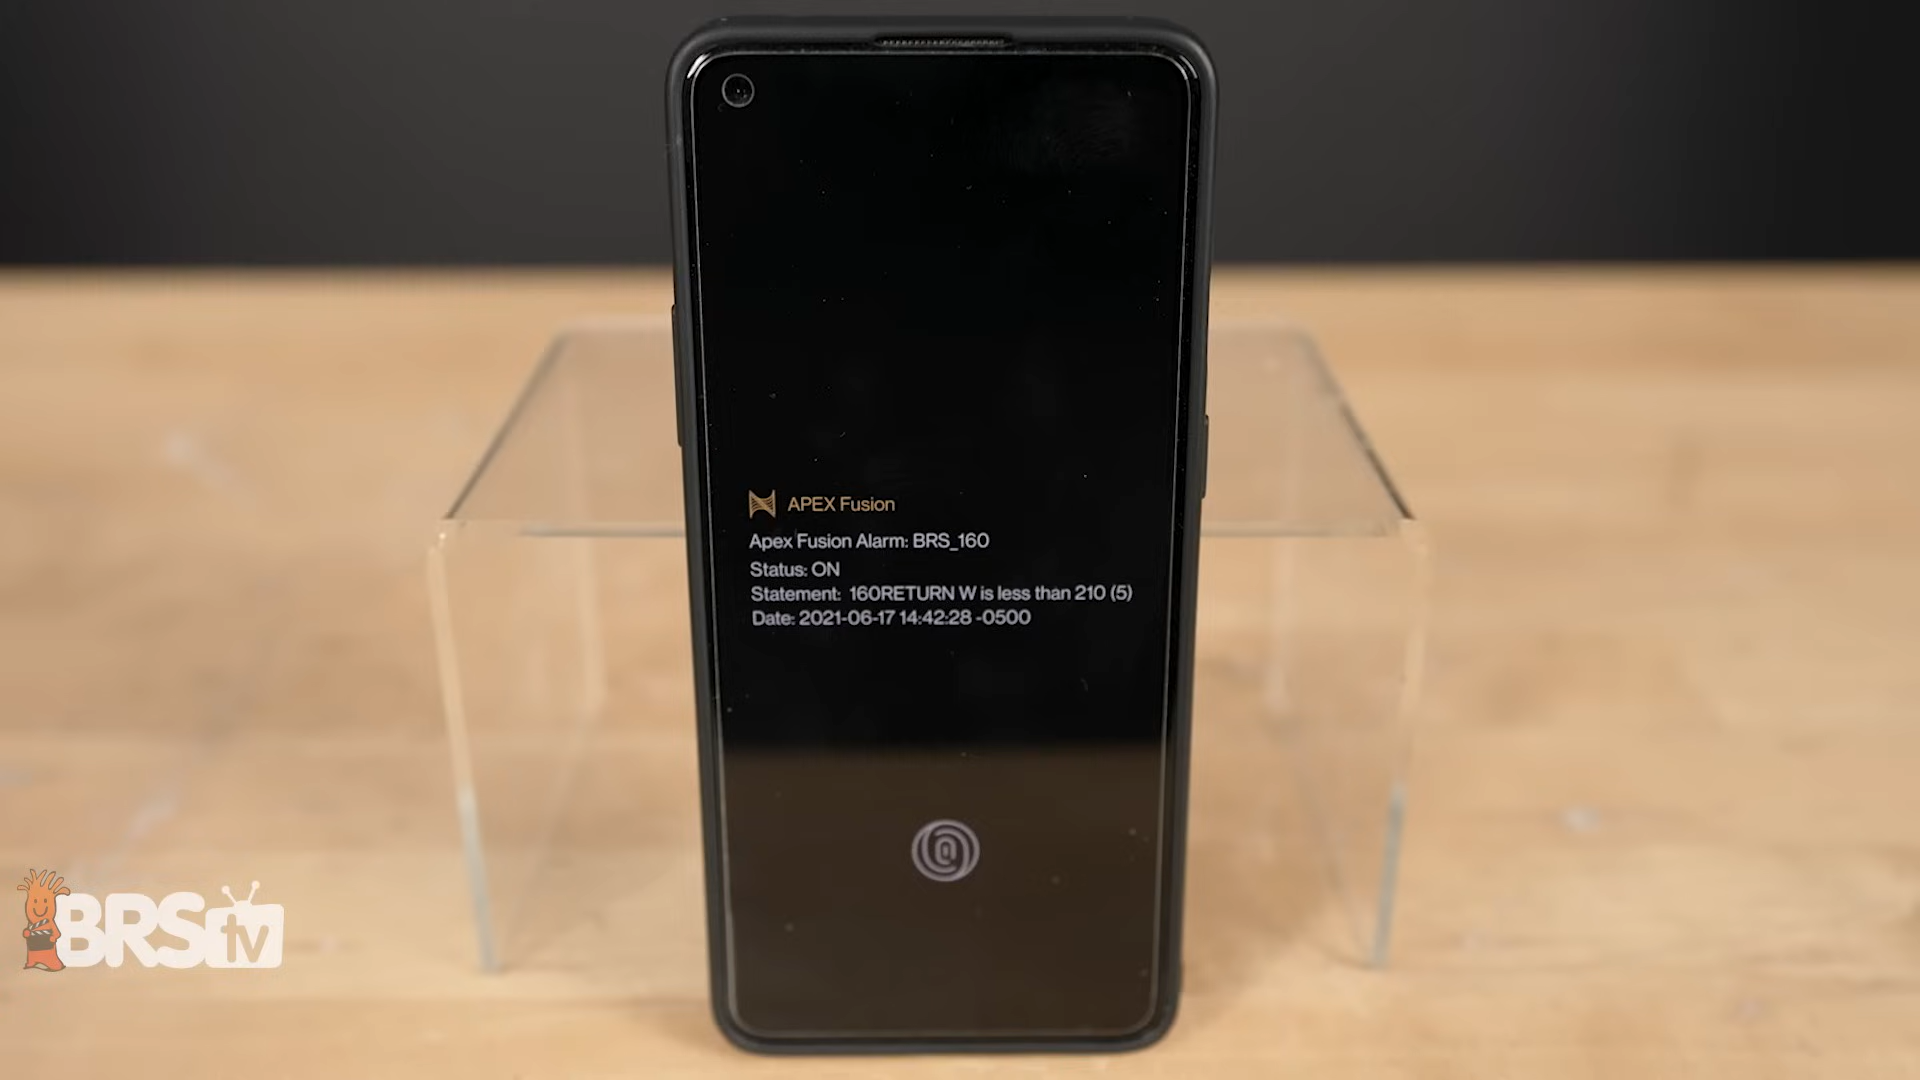 APEX Fusion
Apex Fusion Alarm: BRS_160
Status: ON
Statement: 160RETURN W is less than 210 (5)
Date: 2021-06-17 14:42:28 -0500
BRStv